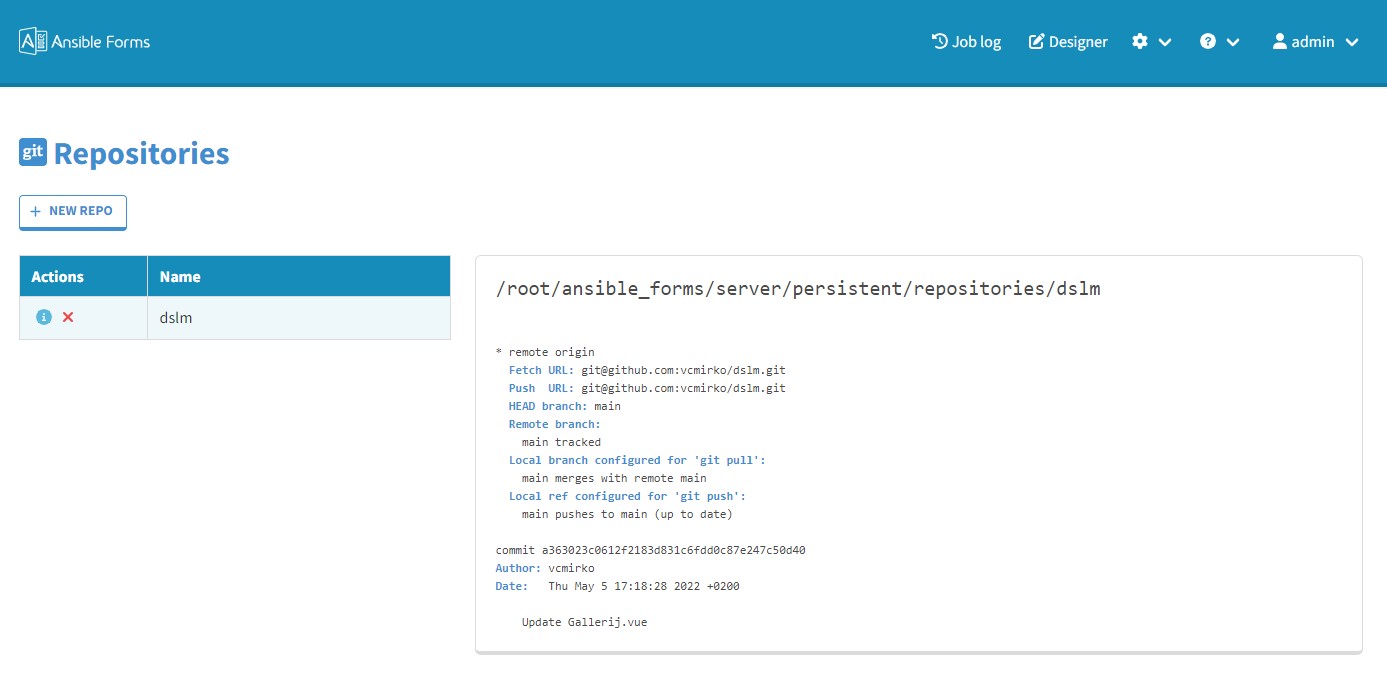 Ansible Forms
Job log
Designer
admin
git Repositories
+ NEW REPO
Actions Name
dslm
/root/ansible_forms/server/persistent/repositories/dslm
* remote origin
Fetch URL: git@github.com:vcmirko/dslm.git
Push  URL: git@github.com:vcmirko/dslm.git
HEAD branch: main
Remote branch:
main tracked
Local branch configured for 'git pull':
main merges with remote main
Local ref configured for 'git push':
main pushes to main (up to date)
commit a363023c0612f2183d831c6fdd0c87e247c50d40
Author: vcmirko
Date:   Thu May 5 17:18:28 2022 +0200
Update Gallerij.vue